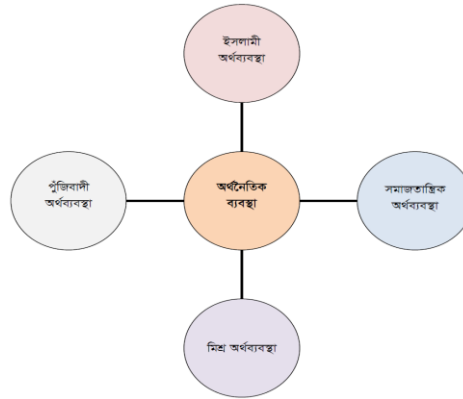 ইসলামী
অর্থব্যবস্থা
পুঁজিবাদী
অর্থব্যবস্থা
অর্থনৈতিক
ব্যবস্থা
সমাজতান্ত্রিক
অর্থব্যবস্থা
মিশ্র অর্থব্যবস্থা